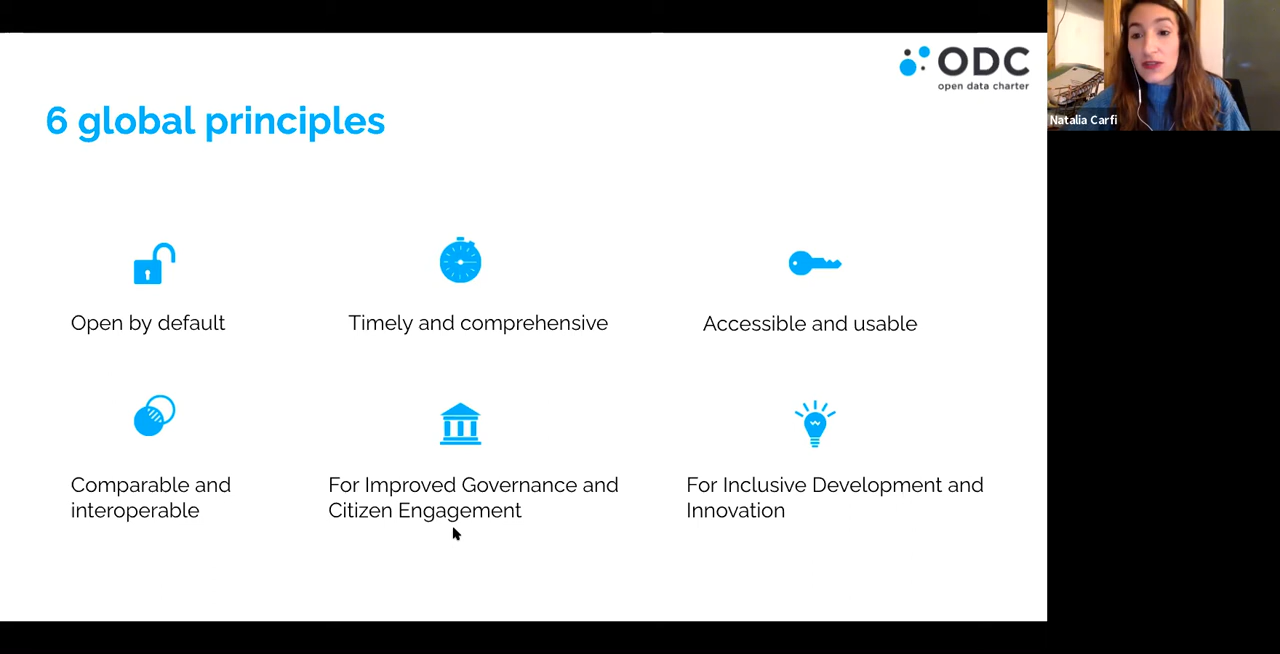 ODC
open data charter
6 global principles
Natalia Carfi
Open by default
Timely and comprehensive
Accessible and usable
Comparable and
interoperable
For Improved Governance and
Citizen Engagement
For Inclusive Development and
Innovation